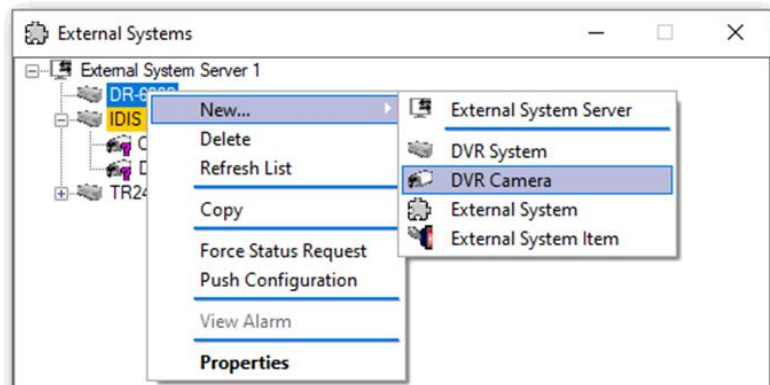 External Systems
External System Server 1
IDIS
New...
Delete
Refresh List
Copy
Force Status Request
Push Configuration
View Alarm
Properties
External System Server
DVR System
DVR Camera
External System
External System Item